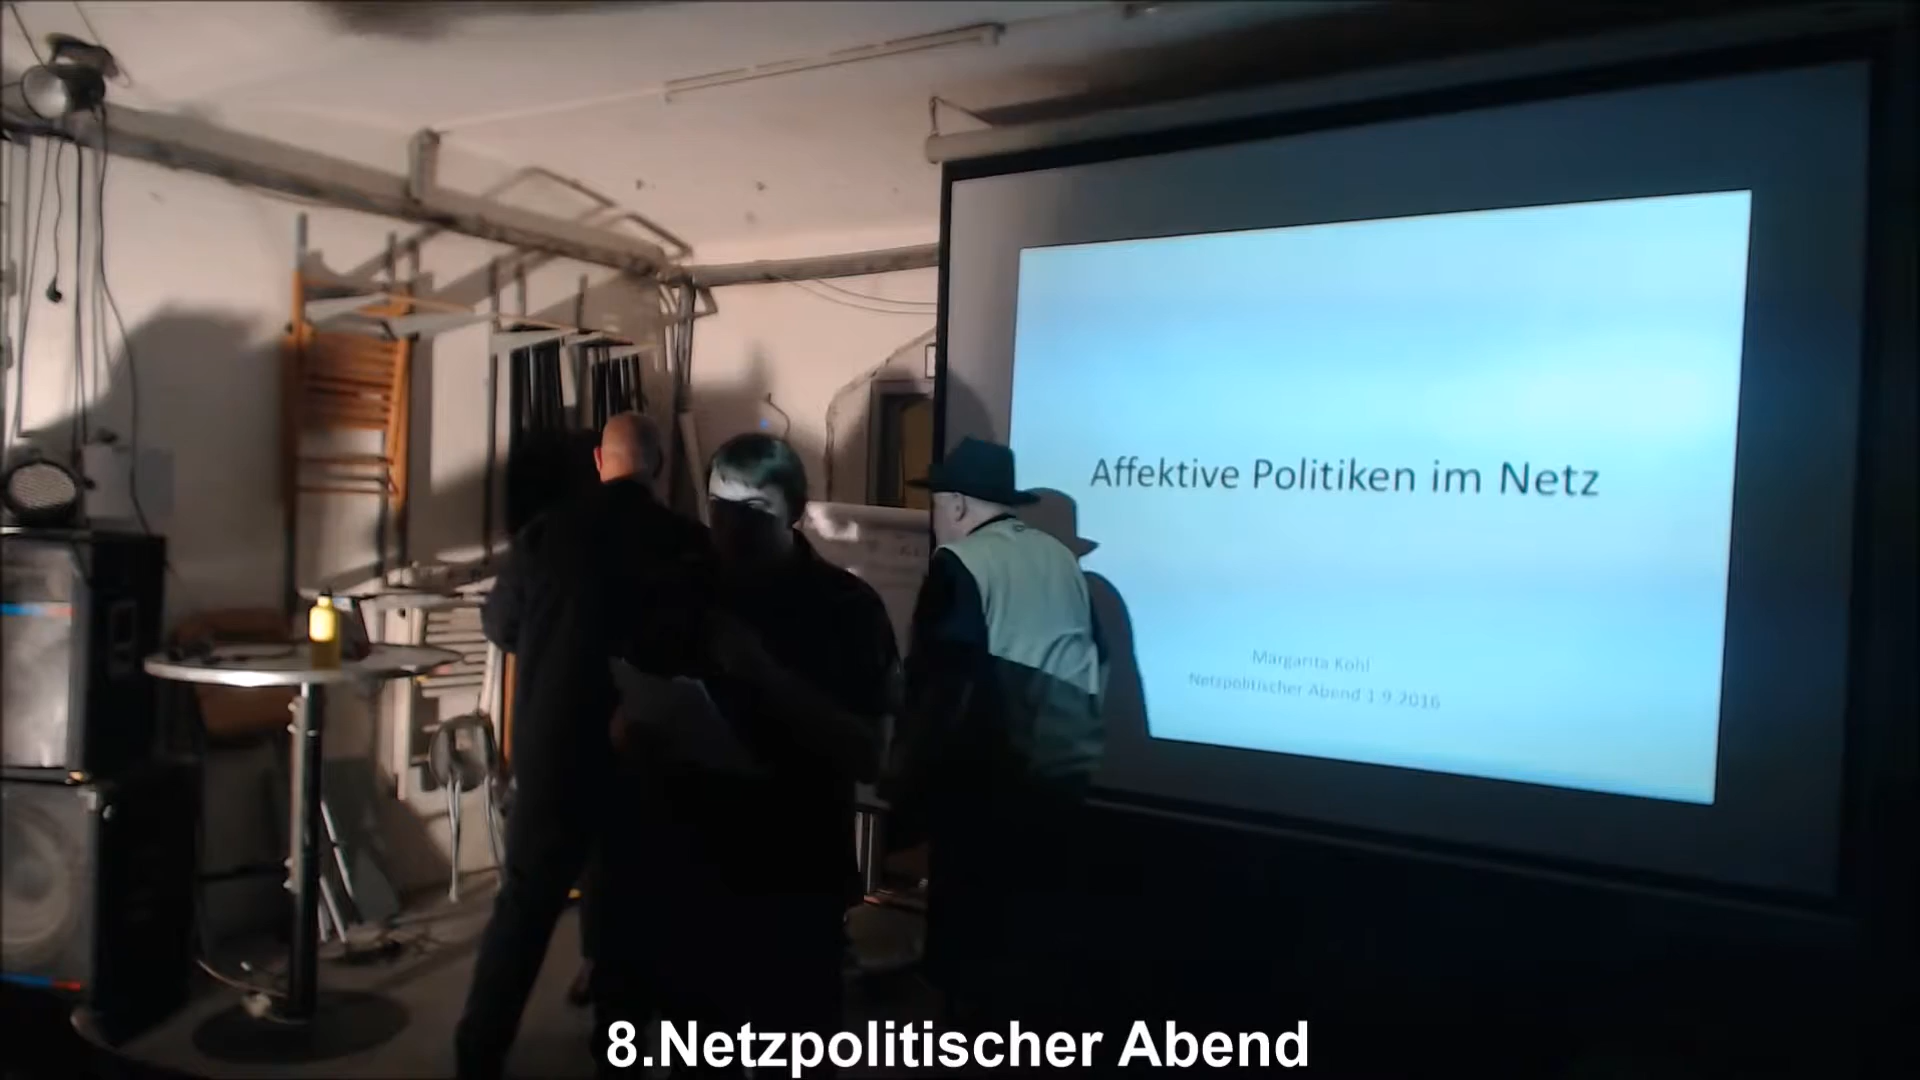 Affektive Politiken im Netz
Margarita Kohl
Netzpolitischer Abend 1.9.2016
8.Netzpolitischer Abend